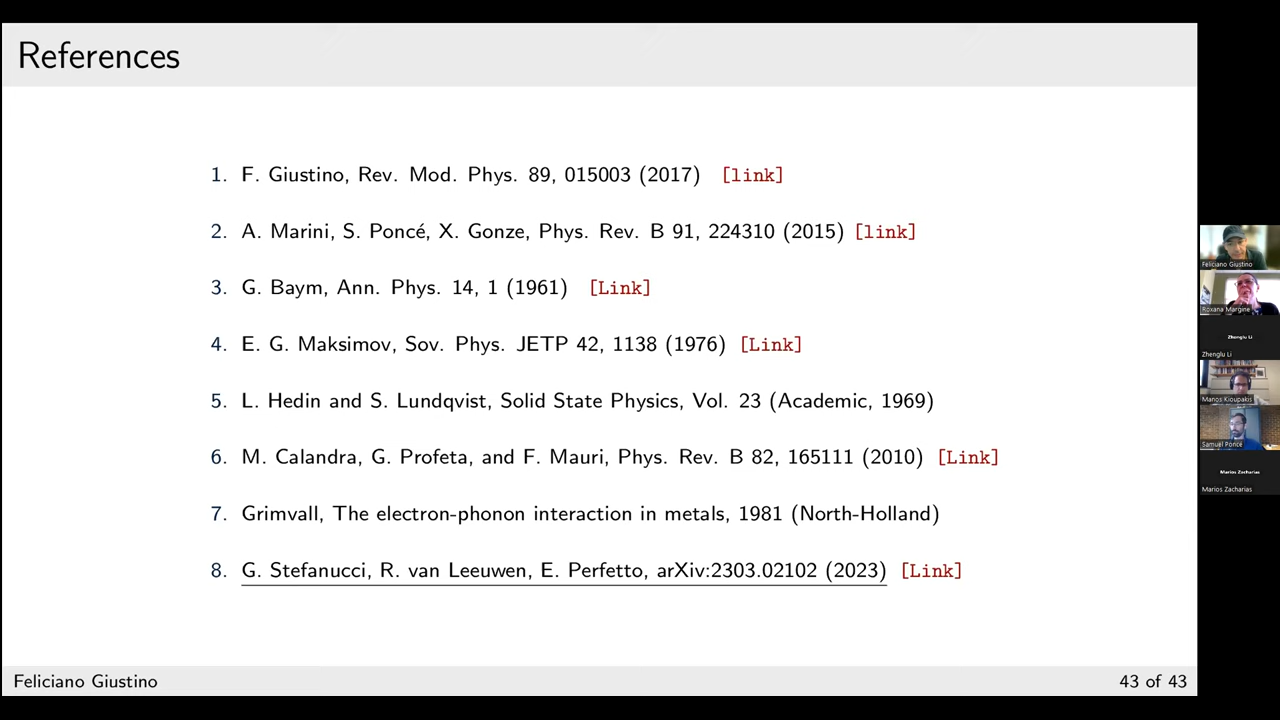 References
1. F. Giustino, Rev. Mod. Phys. 89, 015003 (2017) [link]
2. A. Marini, S. Poncé, X. Gonze, Phys. Rev. B 91, 224310 (2015) [link]
3. G. Baym, Ann. Phys. 14, 1 (1961) [Link]
4. E. G. Maksimov, Sov. Phys. JETP 42, 1138 (1976) [Link]
5. L. Hedin and S. Lundqvist, Solid State Physics, Vol. 23 (Academic, 1969)
6. M. Calandra, G. Profeta, and F. Mauri, Phys. Rev. B 82, 165111 (2010) [Link]
7. Grimvall, The electron-phonon interaction in metals, 1981 (North-Holland)
8. G. Stefanucci, R. van Leeuwen, E. Perfetto, arXiv:2303.02102 (2023) [Link]
Feliciano Giustino
43 of 43
Feliciano Giustino
Roxana Margine
Zhenglu Li
Zhenglu Li
Manos Kioupakis
Samuel Ponce
Marios Zacharias
Marios Zacharias